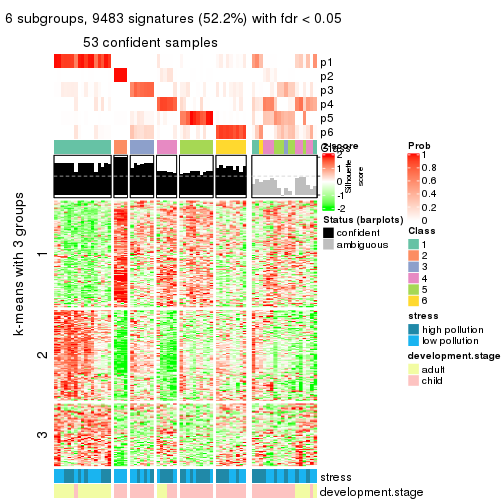 6 subgroups, 9483 signatures (52.2%) with fdr < 0.05
53 confident samples
p1
p2
p3
p4
p5
p6
Class
z-score
2
1
0
-1
-2
Silhouette
score
k-means with 3 groups
1
2
3
stress
development.stage
Status (barplots)
confident
ambiguous
Prob
1
0.8
0.6
0.4
0.2
0
Class
1
2
3
4
5
6
stress
high pollution
low pollution
development.stage
adult
child